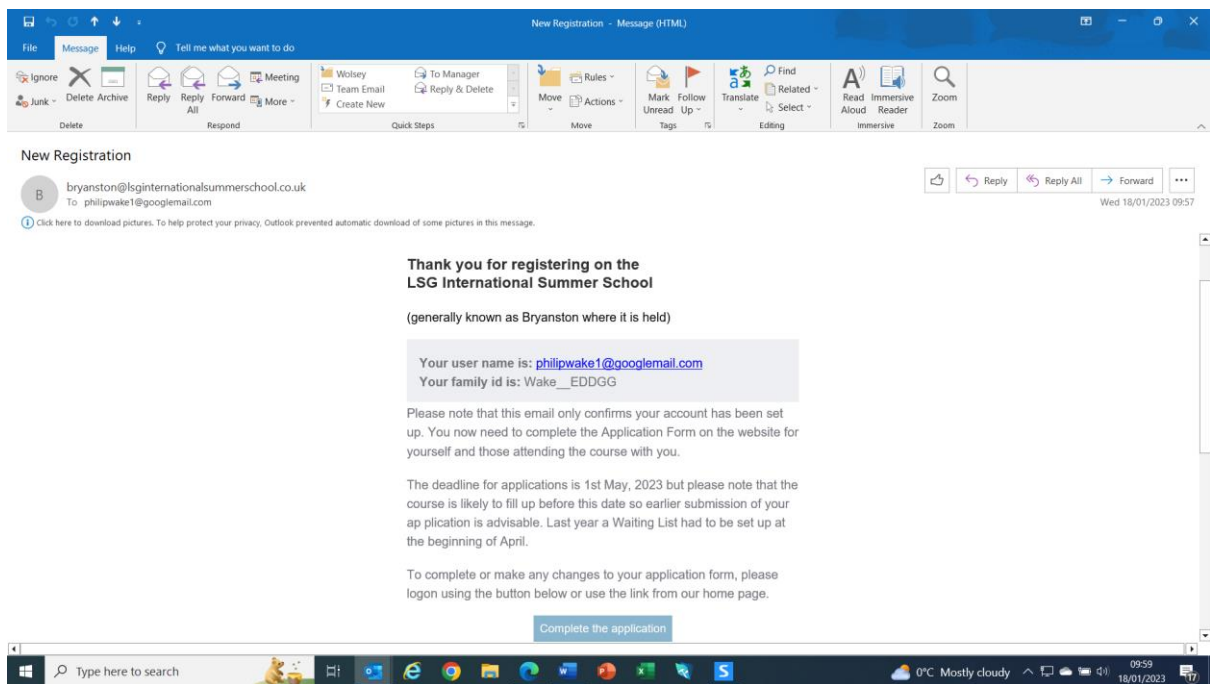 New Registration - Message (HTML)
File Message Help Tell me what you want to do
Ignore
Junk
Delete Archive
Reply Reply All Forward
Meeting
More
Wolsey
Team Email
Create New
To Manager
Reply & Delete
Move
Rules
Actions
Mark Unread
Follow Up
Translate
Find
Related
Select
Read Aloud
Immersive Reader
Zoom
Delete Respond Quick Steps Move Tags Editing Immersive Zoom
New Registration
B
bryanston@lsginternationalsummerschool.co.uk
To philipwake1@googlemail.com
Reply Reply All Forward
Wed 18/01/2023 09:57
Click here to download pictures. To help protect your privacy, Outlook prevented automatic download of some pictures in this message.
Thank you for registering on the
LSG International Summer School
(generally known as Bryanston where it is held)
Your user name is: philipwake1@googlemail.com
Your family id is: Wake__EDDGG
Please note that this email only confirms your account has been set
up. You now need to complete the Application Form on the website for
yourself and those attending the course with you.
The deadline for applications is 1st May, 2023 but please note that the
course is likely to fill up before this date so earlier submission of your
ap plication is advisable. Last year a Waiting List had to be set up at
the beginning of April.
To complete or make any changes to your application form, please
logon using the button below or use the link from our home page.
Complete the application
Type here to search
0°C Mostly cloudy
09:59
18/01/2023
17